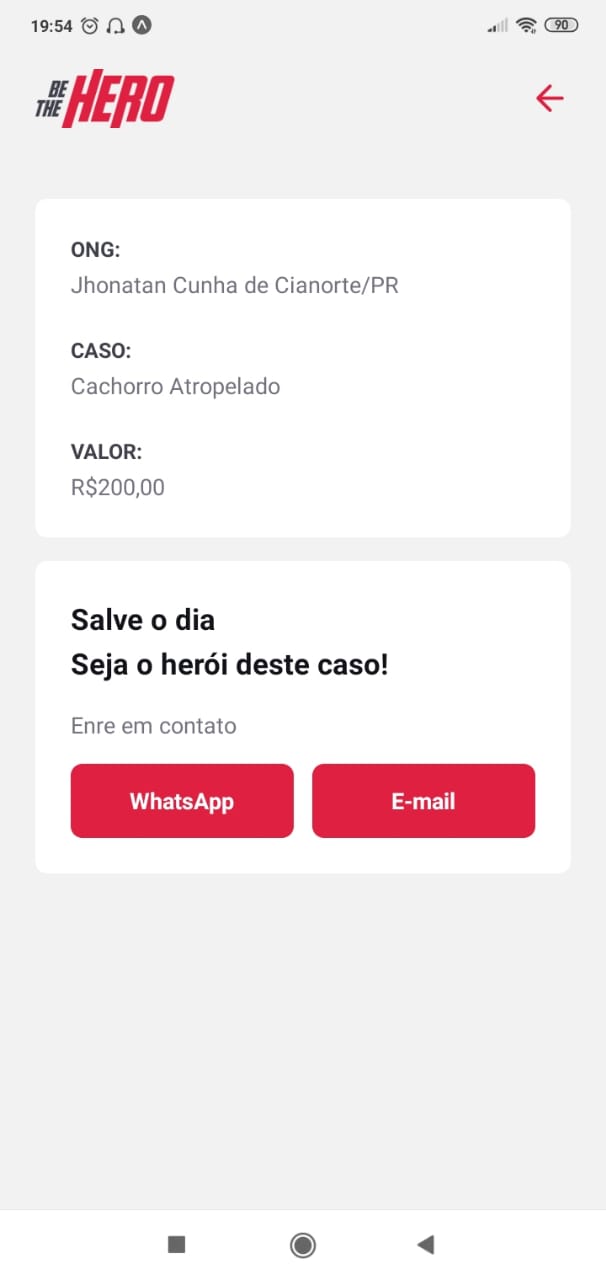 19:54
90
BE
THE HERO
ONG:
Jhonatan Cunha de Cianorte/PR
CASO:
Cachorro Atropelado
VALOR:
R$200,00
Salve o dia
Seja o herói deste caso!
Enre em contato
WhatsApp
E-mail